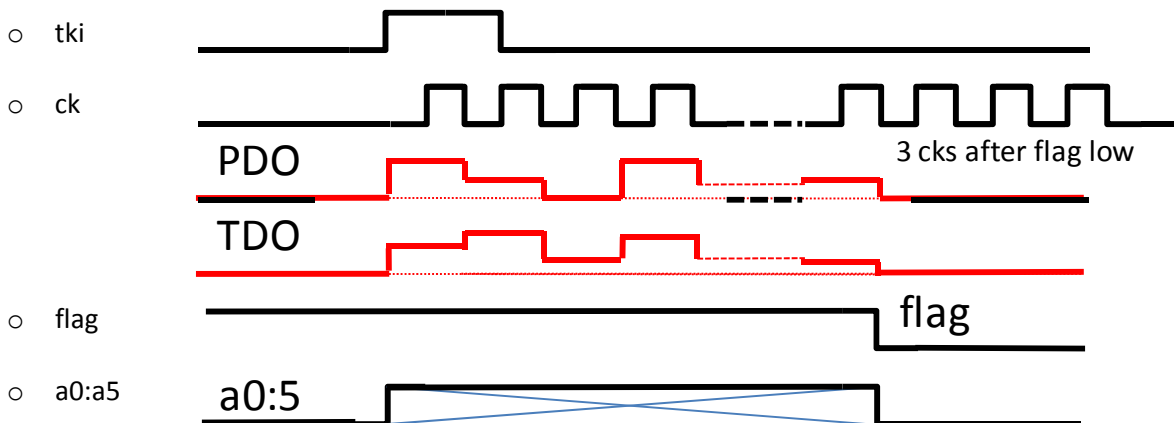 tki
ck
3 cks after flag low
PDO
TDO
flag
flag
a0:a5
a0:5